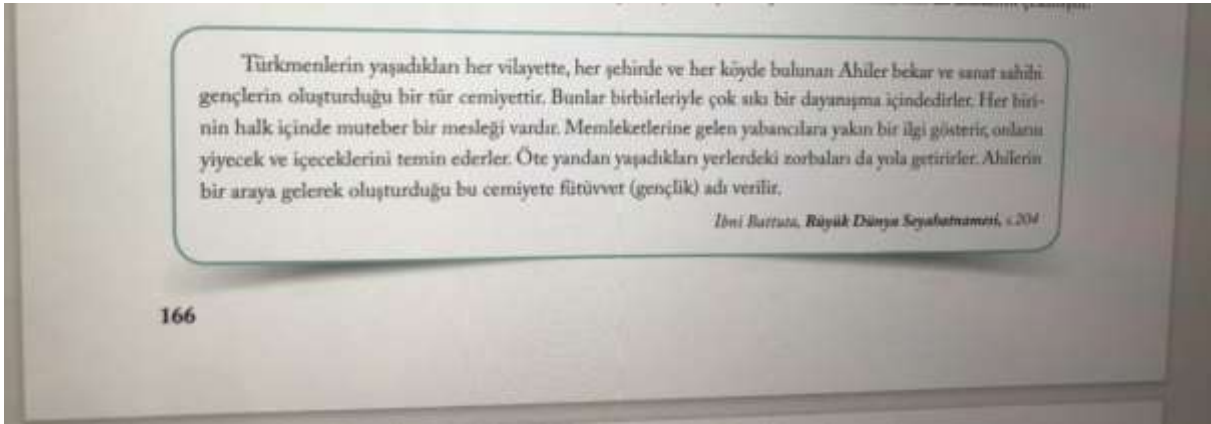 Türkmenlerin yaşadıkları her vilayette, her şehirde ve her köyde bulunan Ahiler bekar ve sanat sahibi
gençlerin oluşturduğu bir tür cemiyettir. Bunlar birbirleriyle çok sıkı bir dayanışma içindedirler. Her biri-
nin halk içinde muteber bir mesleği vardır. Memleketlerine gelen yabancılara yakın bir ilgi gösterir, onların
yiyecek ve içeceklerini temin ederler. Öte yandan yaşadıkları yerlerdeki zorbaları da yola getirirler. Ahilerin
bir araya gelerek oluşturduğu bu cemiyete fütüvvet (gençlik) adı verilir.
İbni Battuta, Büyük Dünya Seyahatnamesi, s.204
166